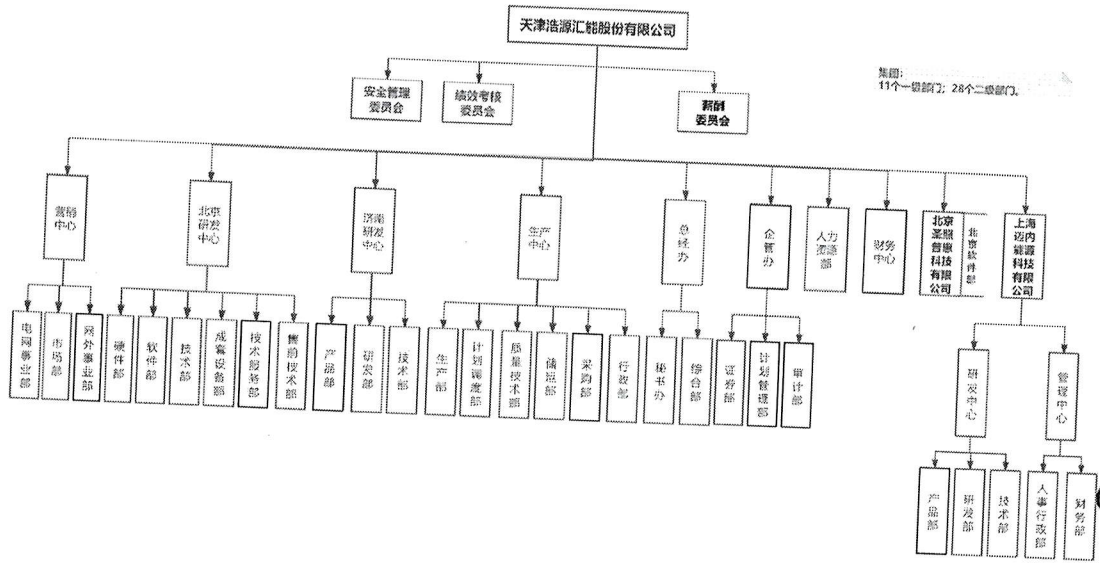 天津浩源汇能股份有限公司
集团:
11个一级部门；28个二级部门。
安全管理
委员会
绩效考核
委员会
薪酬
委员会
营销
中心
北京
研发
中心
济南
研发
中心
生产
中心
总
经
办
企
管
办
人力
资源
部
财务
中心
北京
圣熙
普惠
科技
有限
公司
北
京
软
件
部
上海
迈内
能源
科技
有限
公司
电网事业部
市场部
网外事业部
硬件部
软件部
技术部
成套设备部
技术服务部
售前技术部
产品部
研发部
技术部
生产部
计划调度部
质量技术部
储运部
采购部
行政部
秘书办
综合部
证券部
计划管理部
审计部
研发中心
管理中心
产品部
研发部
技术部
人事行政部
财务部